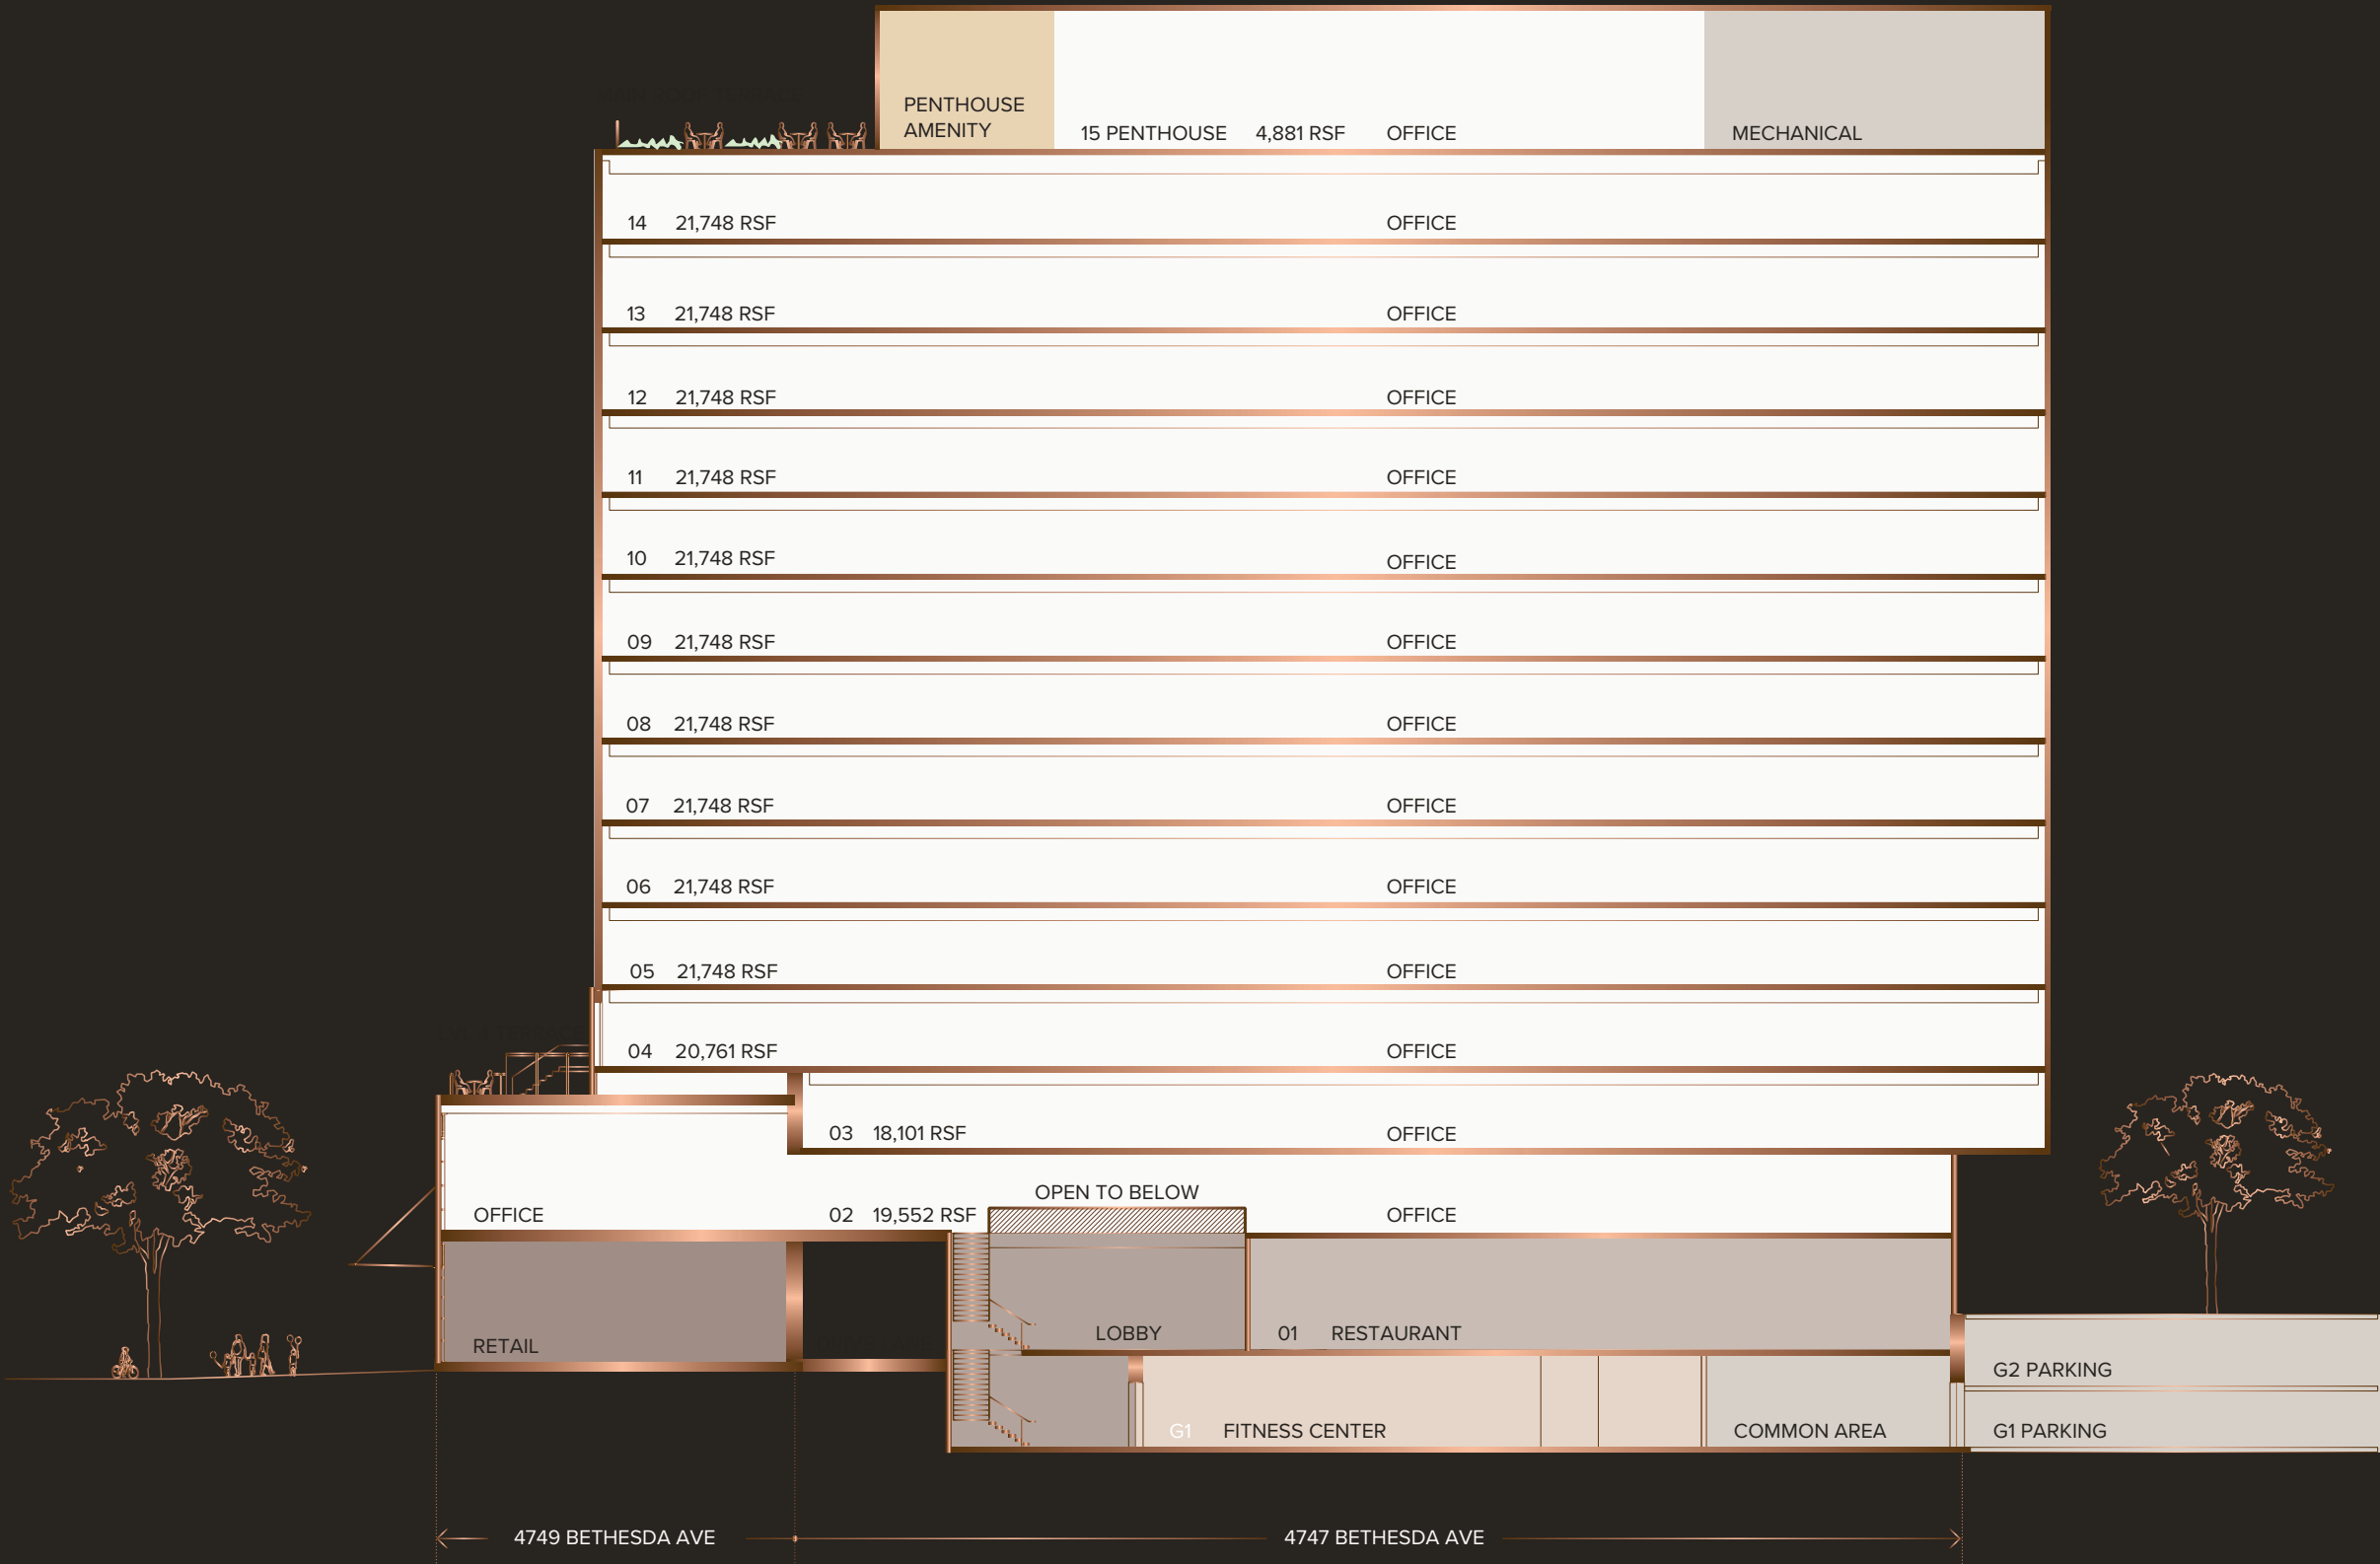 MAIN ROOF TERRACE
PENTHOUSE
AMENITY
15 PENTHOUSE 4,881 RSF OFFICE
MECHANICAL
14 21,748 RSF OFFICE
13 21,748 RSF OFFICE
12 21,748 RSF OFFICE
11 21,748 RSF OFFICE
10 21,748 RSF OFFICE
09 21,748 RSF OFFICE
08 21,748 RSF OFFICE
07 21,748 RSF OFFICE
06 21,748 RSF OFFICE
05 21,748 RSF OFFICE
04 20,761 RSF OFFICE
03 18,101 RSF OFFICE
OPEN TO BELOW
OFFICE 02 19,552 RSF OFFICE
RETAIL
LOBBY
01 RESTAURANT
G2 PARKING
G1 FITNESS CENTER
COMMON AREA
G1 PARKING
4749 BETHESDA AVE
4747 BETHESDA AVE